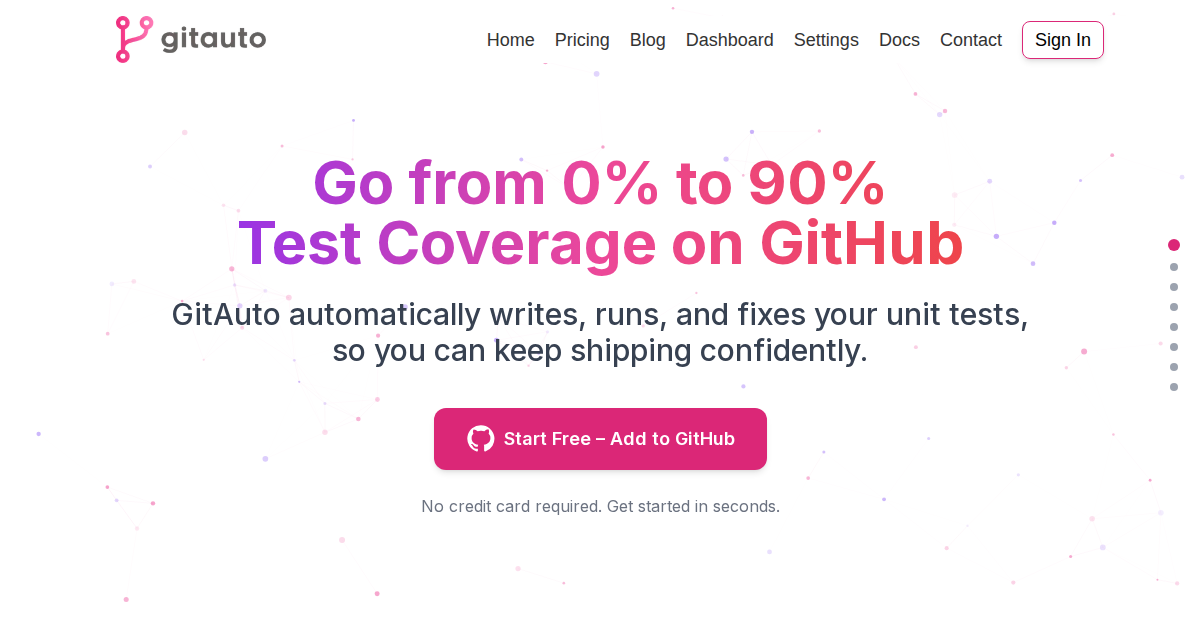 gitauto
Home Pricing Blog Dashboard Settings Docs Contact Sign In
Go from 0% to 90%
Test Coverage on GitHub
GitAuto automatically writes, runs, and fixes your unit tests,
so you can keep shipping confidently.
Start Free – Add to GitHub
No credit card required. Get started in seconds.